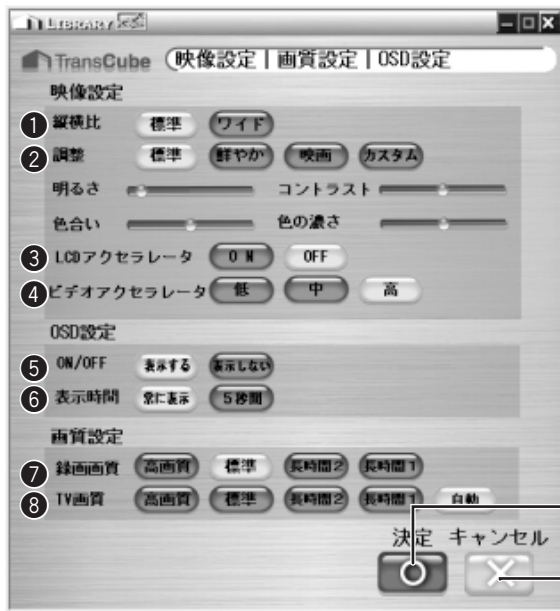 LIBRARY
TransCube 映像設定 | 画質設定 | OSD設定
映像設定
❶ 縦横比 標準 ワイド
❷ 調整 標準 鮮やか 映画 カスタム
明るさ コントラスト
色合い 色の濃さ
❸ LCDアクセラレータ ON OFF
❹ ビデオアクセラレータ 低 中 高
OSD設定
❺ ON/OFF 表示する 表示しない
❻ 表示時間 常に表示 5秒間
画質設定
❼ 録画画質 高画質 標準 長時間2 長時間1
❽ TV画質 高画質 標準 長時間2 長時間1 自動
決定 キャンセル